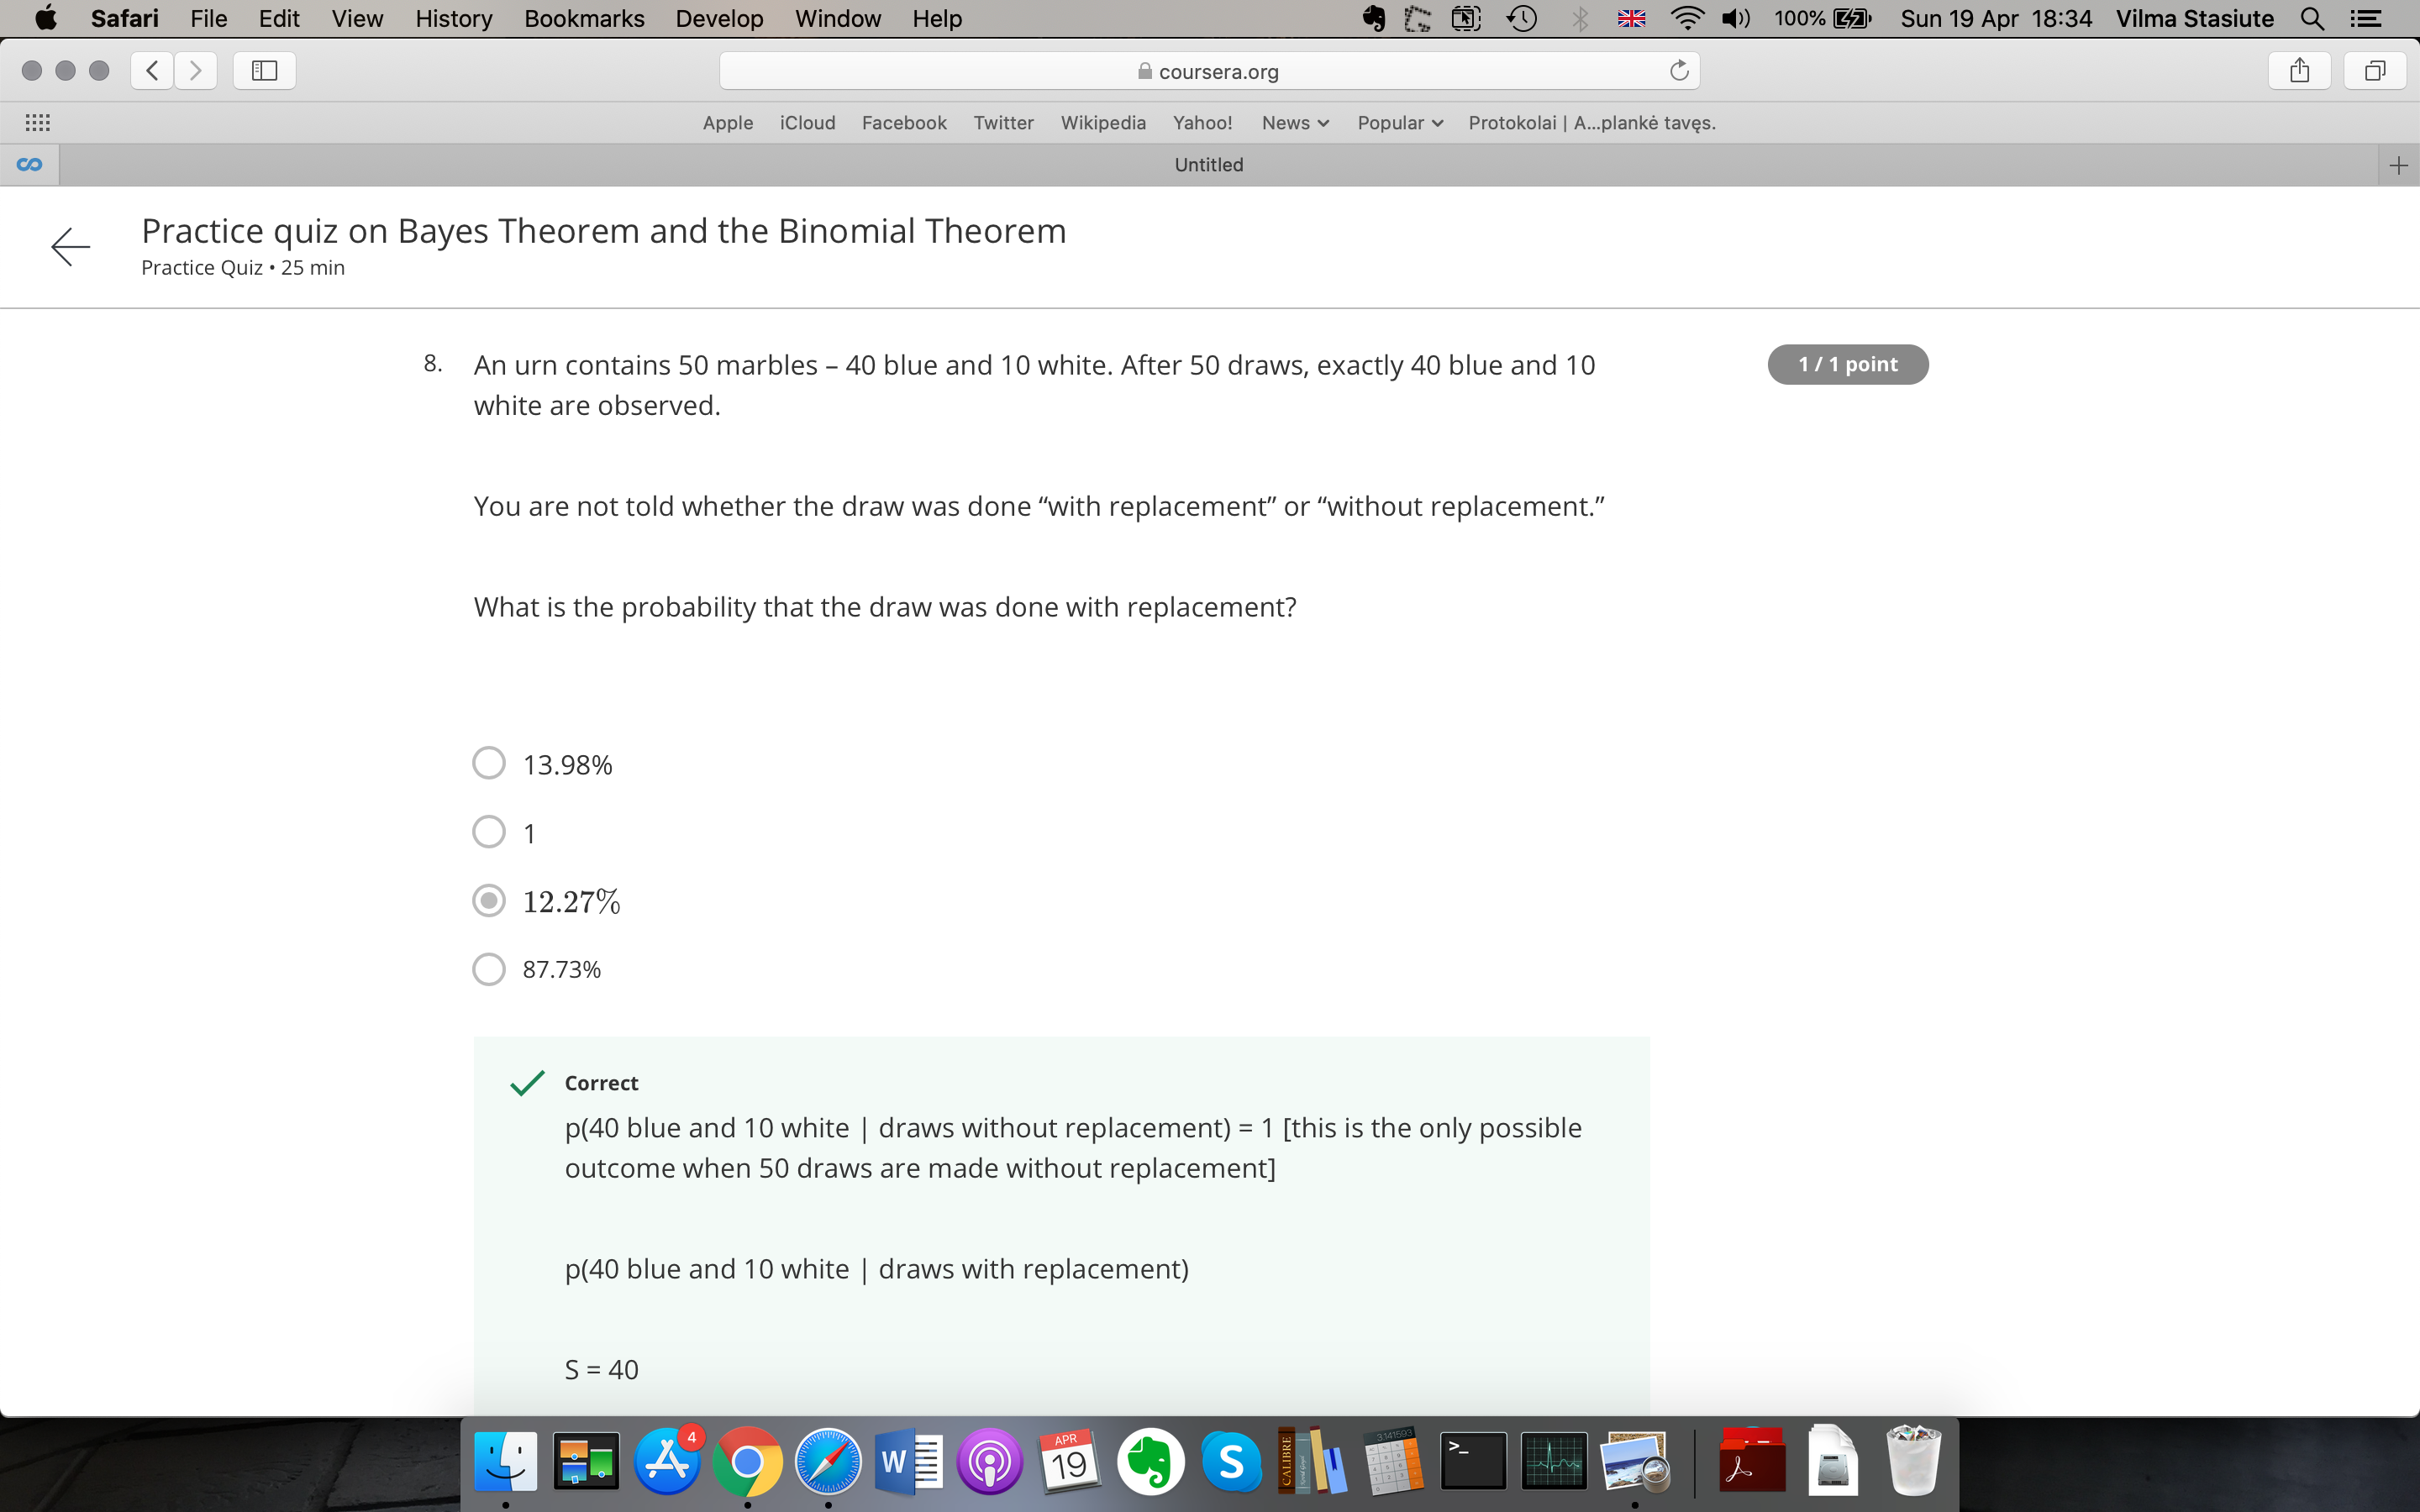 Safari File Edit View History Bookmarks Develop Window Help 100% Sun 19 Apr 18:34 Vilma Stasiute
coursera.org
Apple iCloud Facebook Twitter Wikipedia Yahoo! News Popular Protokolai | A...plankė tavęs.
Untitled
Practice quiz on Bayes Theorem and the Binomial Theorem
Practice Quiz • 25 min
8. An urn contains 50 marbles – 40 blue and 10 white. After 50 draws, exactly 40 blue and 10 1 / 1 point
white are observed.
You are not told whether the draw was done “with replacement” or “without replacement.”
What is the probability that the draw was done with replacement?
13.98%
1
12.27%
87.73%
Correct
p(40 blue and 10 white | draws without replacement) = 1 [this is the only possible
outcome when 50 draws are made without replacement]
p(40 blue and 10 white | draws with replacement)
S = 40
4 W APR 19 S CALIBRE 3.141593 >_